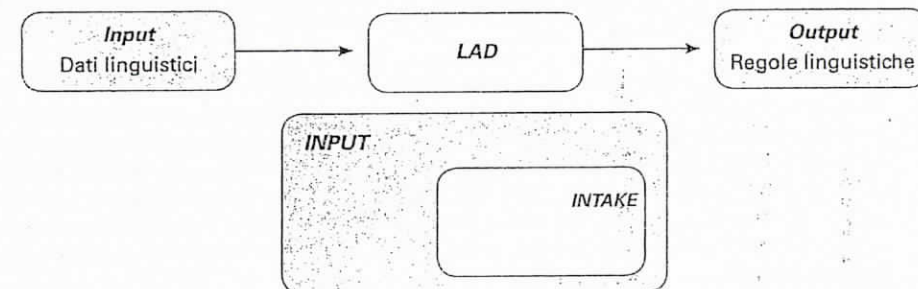 Input
Dati linguistici
LAD
Output
Regole linguistiche
INPUT
INTAKE